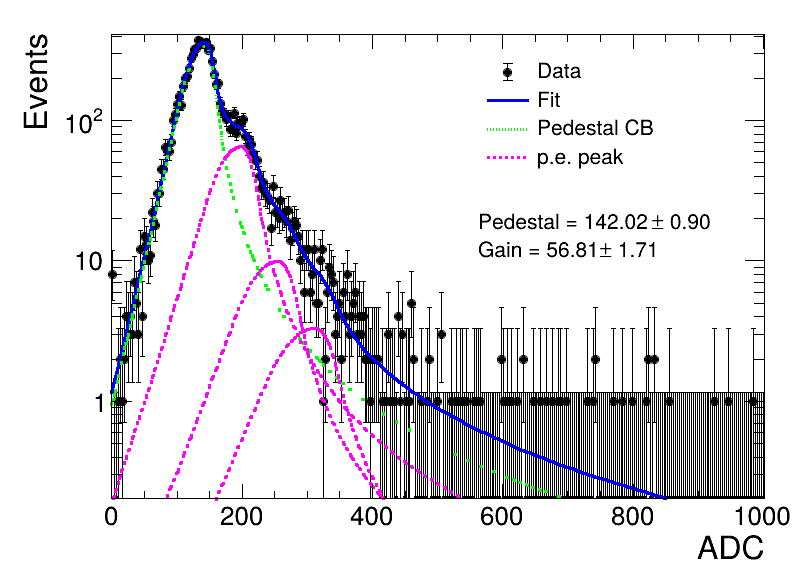 Events
Data
Fit
Pedestal CB
p.e. peak
Pedestal = 142.02± 0.90
Gain = 56.81± 1.71
10²
10
1
0 200 400 600 800 1000
ADC